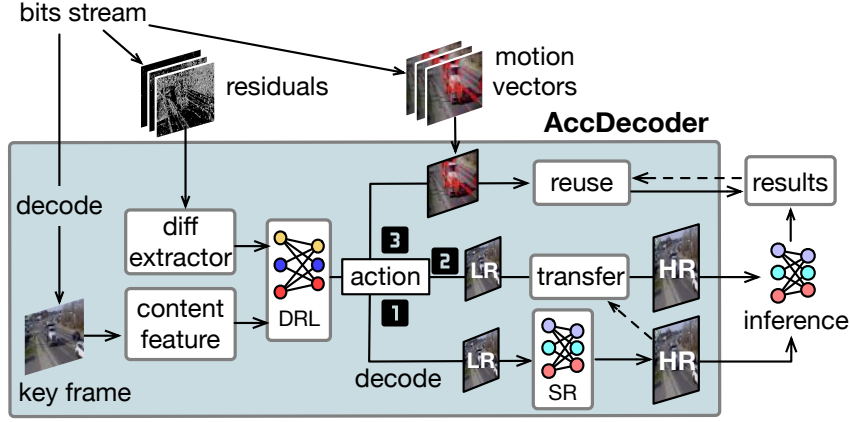 bits stream
residuals
motion
vectors
AccDecoder
decode
diff
extractor
content
feature
key frame
DRL
action
3
2
1
decode
reuse
results
LR
transfer
HR
LR
SR
HR
inference